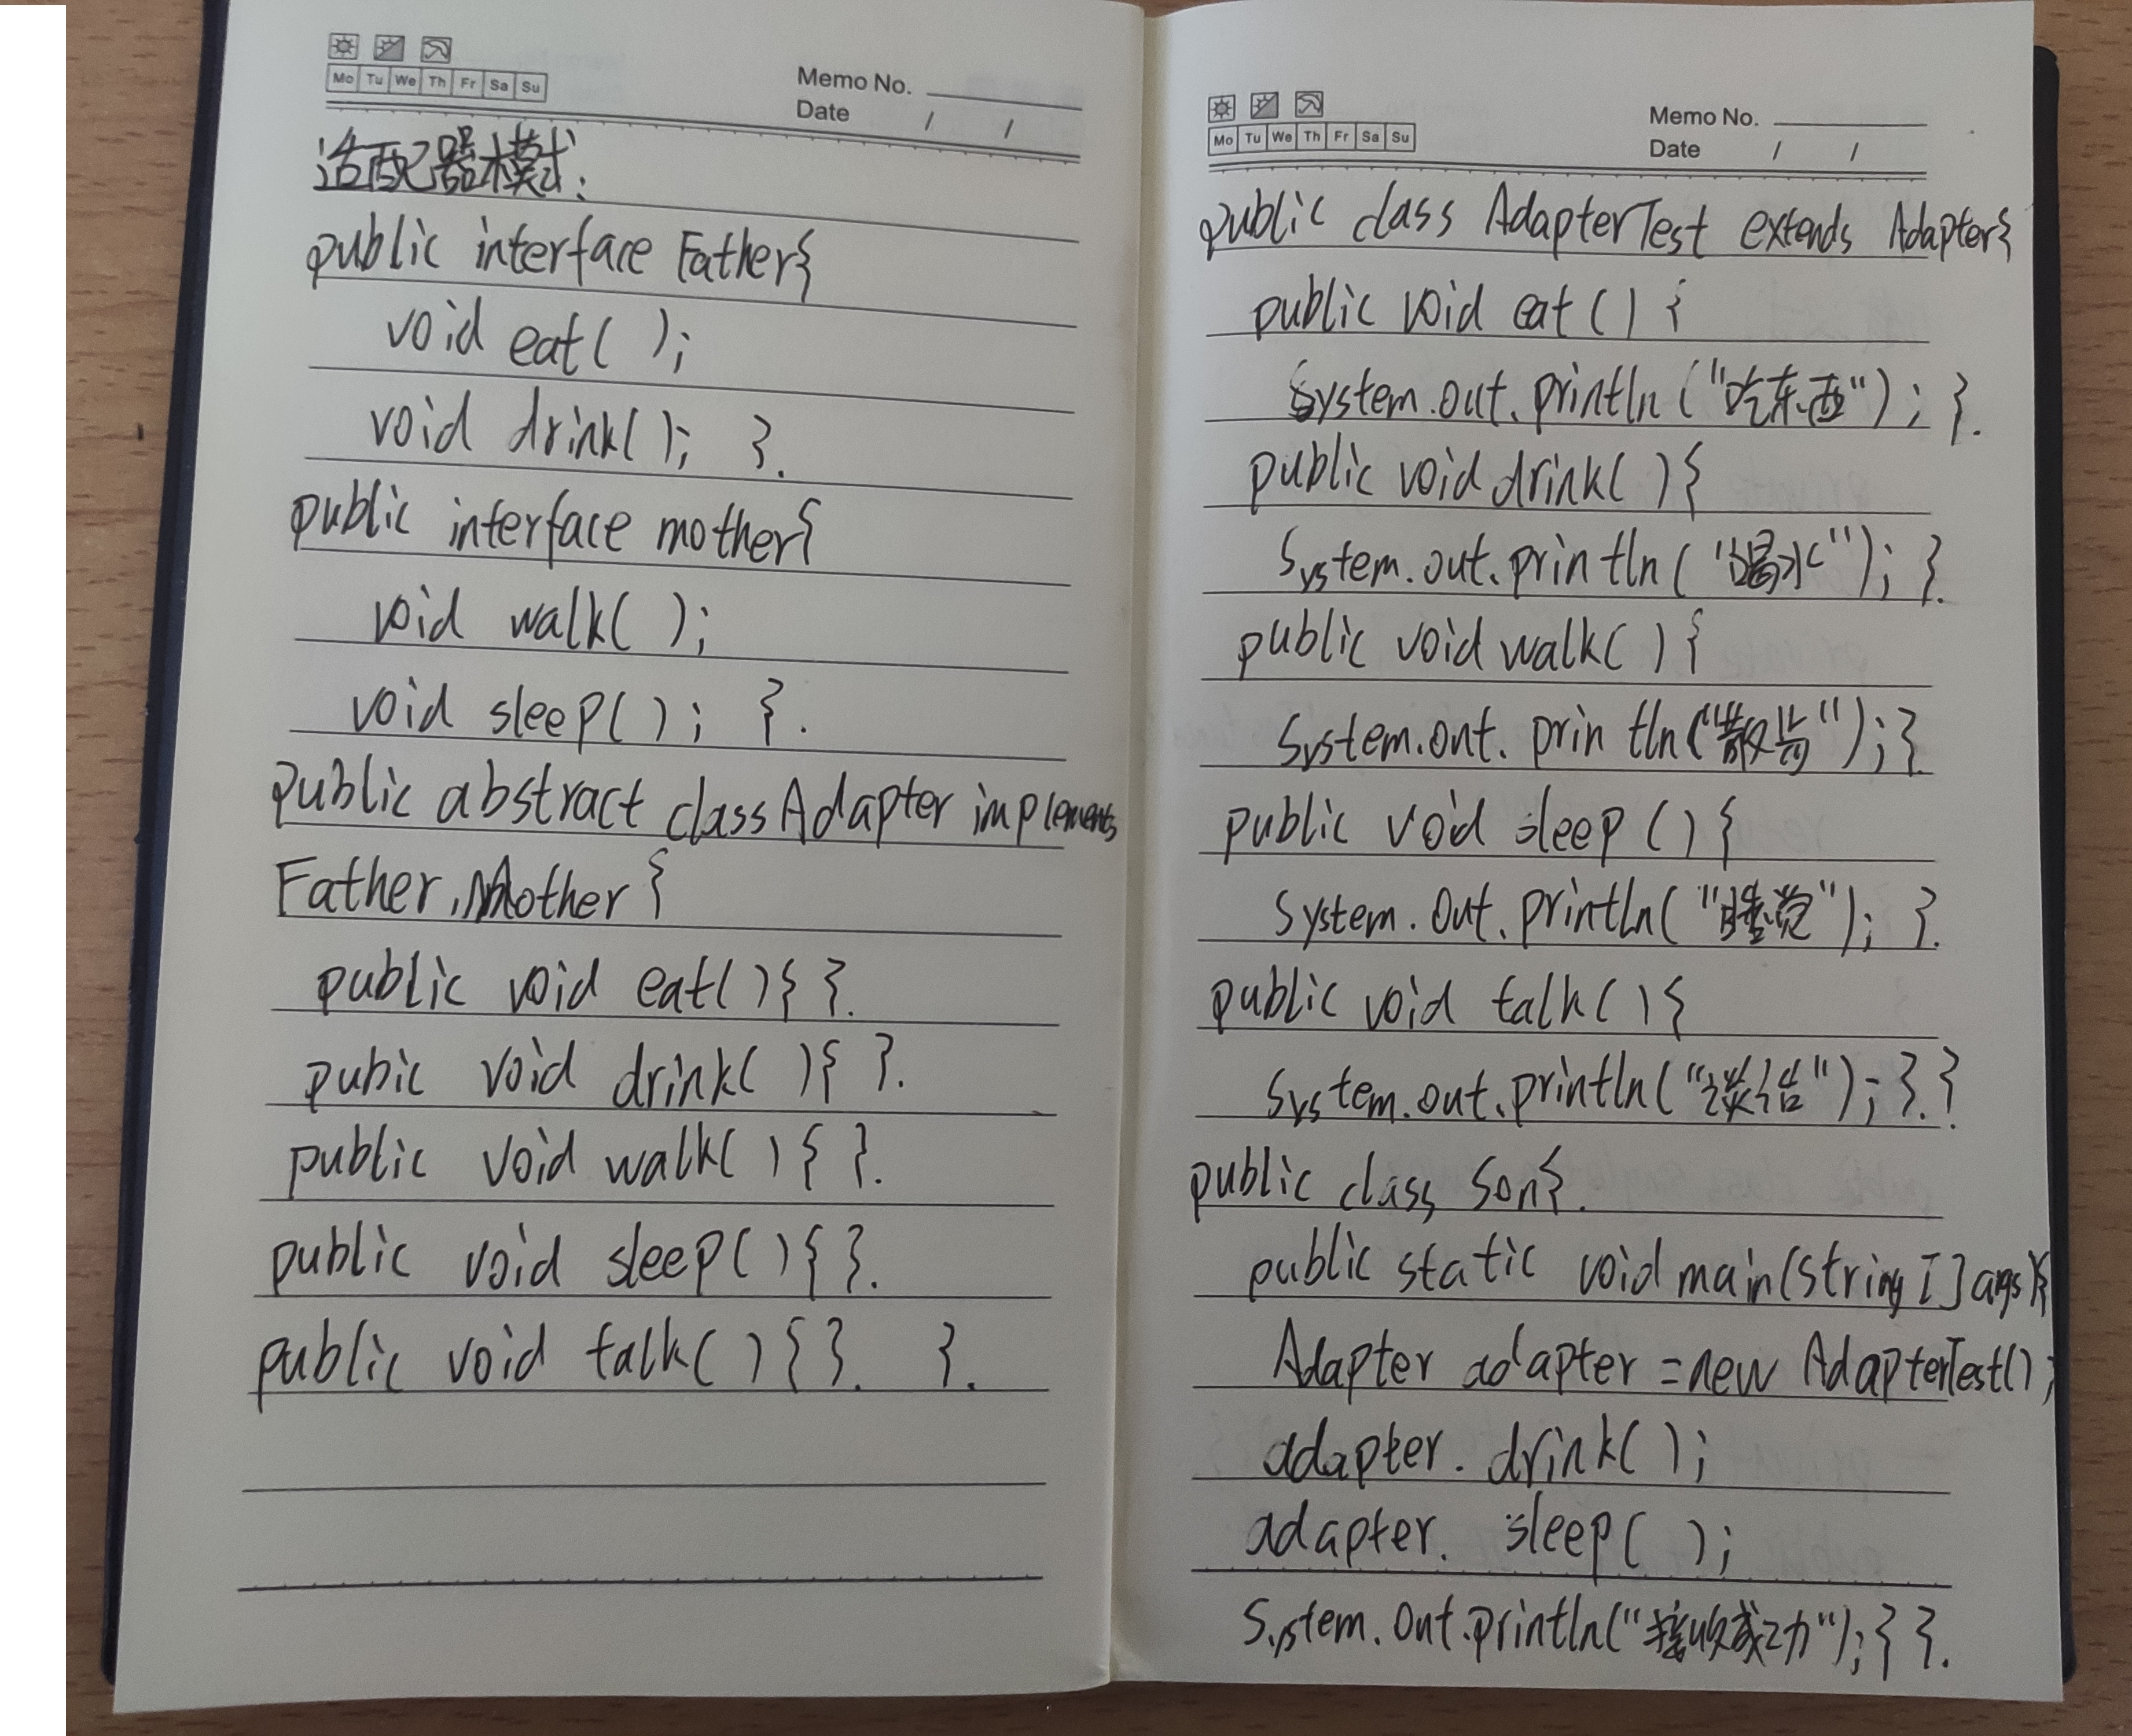 Mo Tu We Th Fr Sa Su
Memo No.
Date / /
适配器模式:
public interface Father{
void eat( );
void drink( ); }.
public interface mother{
void walk( );
void sleep( ); }.
public abstract class Adapter implements
Father, Mother {
public void eat( ){ }.
pubic void drink( ){ }.
public void walk( ){ }.
public void sleep( ){ }.
public void talk( ){ }. }.
Mo Tu We Th Fr Sa Su
Memo No.
Date / /
public class AdapterTest extends Adapter{
public void eat( ) {
System.out.println("吃东西"); }.
public void drink( ){
System.out.println("喝水"); }.
public void walk( ){
System.out.println("散步"); }.
public void sleep ( ){
System.out.println("睡觉"); }.
public void talk( ){
System.out.println("谈话"); }. }.
public class Son{.
public static void main(String [ ] args){
Adapter adapter = new AdapterTest( );
adapter. drink( );
adapter. sleep( );
System.out.println("接收成功"); } }.